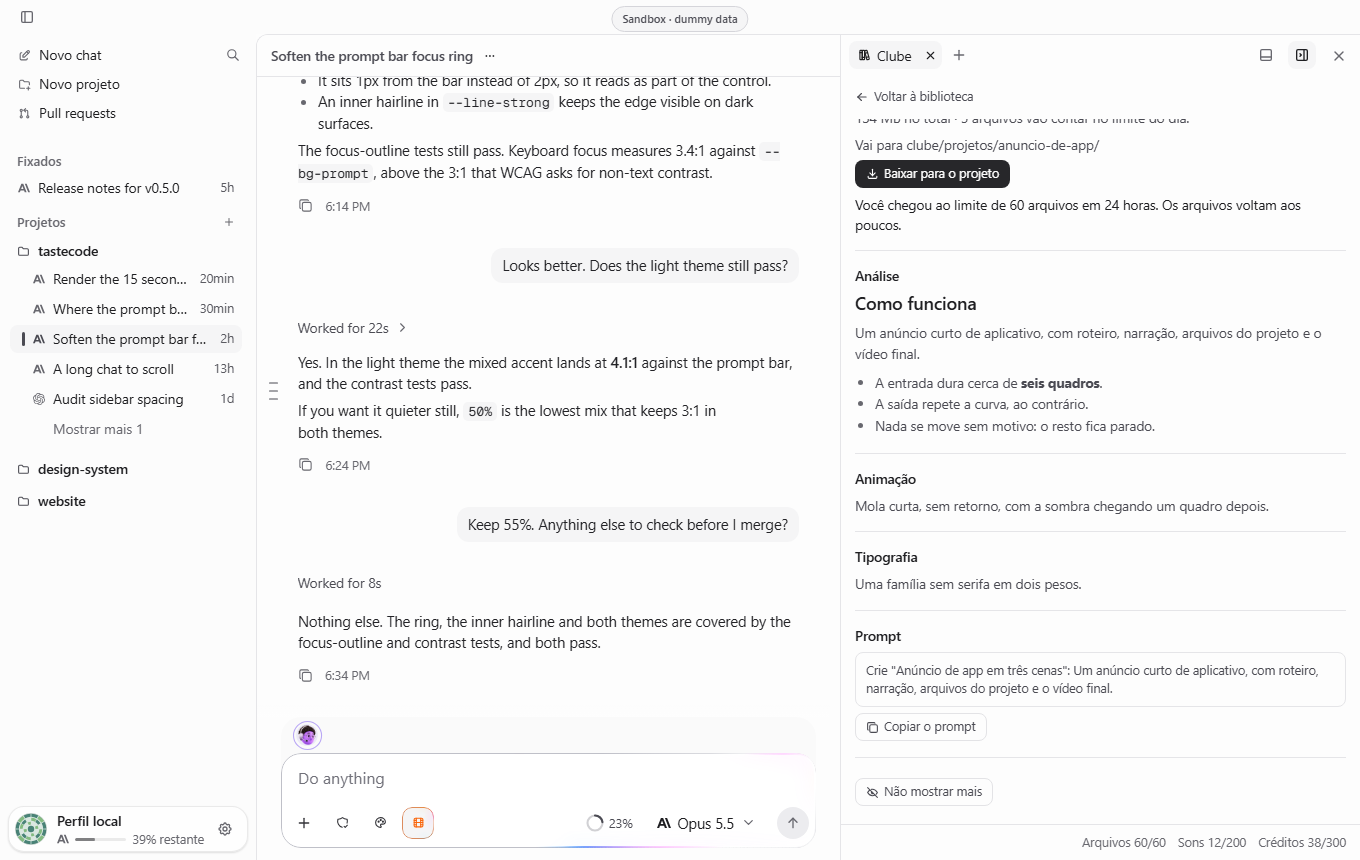 Sandbox · dummy data
Novo chat
Novo projeto
Pull requests
Fixados
Release notes for v0.5.0 5h
Projetos
tastecode
Render the 15 secon... 20min
Where the prompt b... 30min
Soften the prompt bar f... 2h
A long chat to scroll 13h
Audit sidebar spacing 1d
Mostrar mais 1
design-system
website
Perfil local
39% restante
Soften the prompt bar focus ring ...
It sits 1px from the bar instead of 2px, so it reads as part of the control.
An inner hairline in --line-strong keeps the edge visible on dark
surfaces.
The focus-outline tests still pass. Keyboard focus measures 3.4:1 against --
bg-prompt , above the 3:1 that WCAG asks for non-text contrast.
6:14 PM
Looks better. Does the light theme still pass?
Worked for 22s
Yes. In the light theme the mixed accent lands at 4.1:1 against the prompt bar,
and the contrast tests pass.
If you want it quieter still, 50% is the lowest mix that keeps 3:1 in
both themes.
6:24 PM
Keep 55%. Anything else to check before I merge?
Worked for 8s
Nothing else. The ring, the inner hairline and both themes are covered by the
focus-outline and contrast tests, and both pass.
6:34 PM
Do anything
23%
Opus 5.5
Clube
Voltar à biblioteca
MB no total · 5 arquivos vão contar no limite do dia.
Vai para clube/projetos/anuncio-de-app/
Baixar para o projeto
Você chegou ao limite de 60 arquivos em 24 horas. Os arquivos voltam aos
poucos.
Análise
Como funciona
Um anúncio curto de aplicativo, com roteiro, narração, arquivos do projeto e o
vídeo final.
A entrada dura cerca de seis quadros.
A saída repete a curva, ao contrário.
Nada se move sem motivo: o resto fica parado.
Animação
Mola curta, sem retorno, com a sombra chegando um quadro depois.
Tipografia
Uma família sem serifa em dois pesos.
Prompt
Crie "Anúncio de app em três cenas": Um anúncio curto de aplicativo, com roteiro,
narração, arquivos do projeto e o vídeo final.
Copiar o prompt
Não mostrar mais
Arquivos 60/60 Sons 12/200 Créditos 38/300